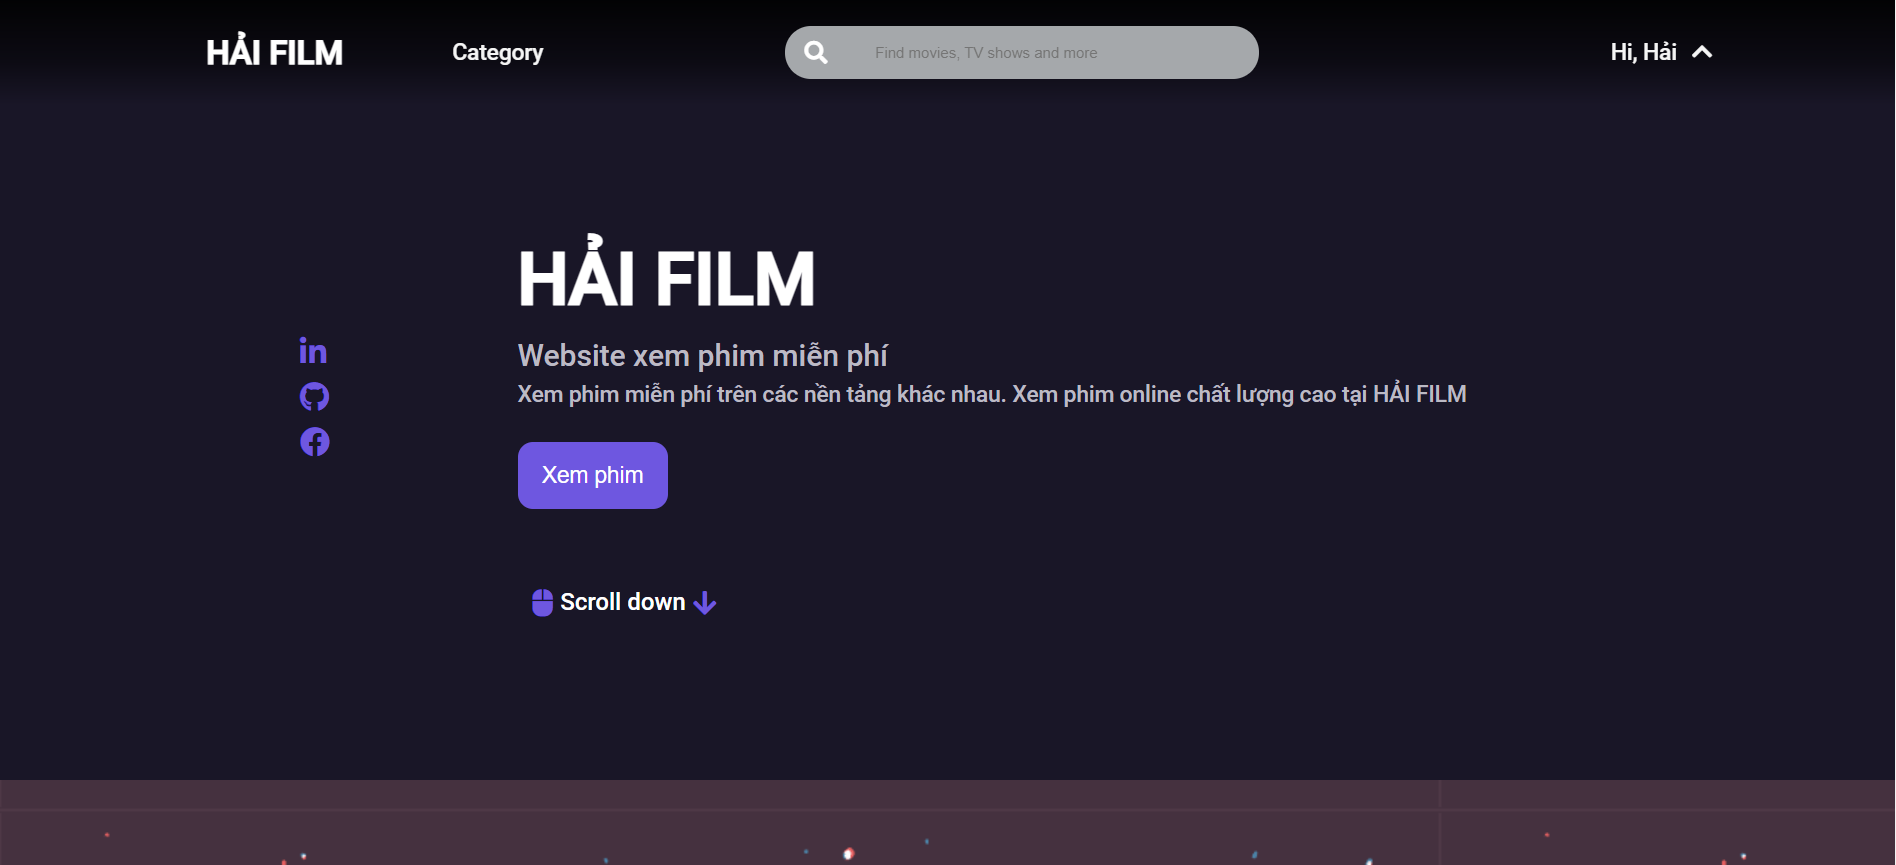 HẢI FILM
Category
Find movies, TV shows and more
Hi, Hải
HẢI FILM
Website xem phim miễn phí
Xem phim miễn phí trên các nền tảng khác nhau. Xem phim online chất lượng cao tại HẢI FILM
Xem phim
Scroll down